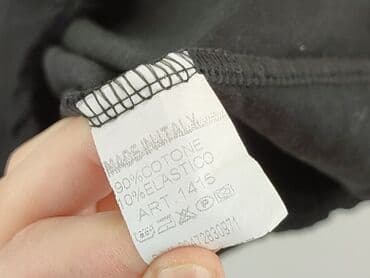 MADE IN ITALY
90%COTONE
10%ELASTICO
ART. 1415